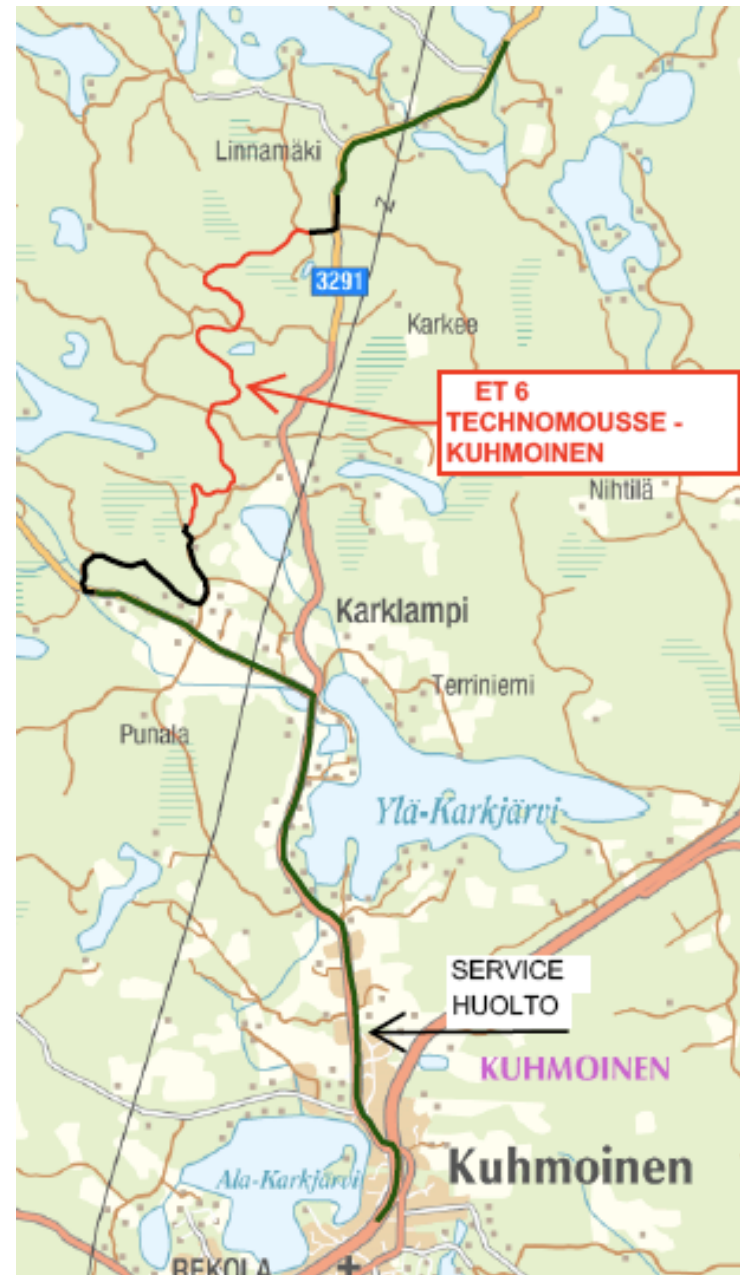 Linnamäki
N
3291
Karkee
ET 6
TECHNOMOUSSE -
KUHMOINEN
Nihtilä
Karklampi
Terriniemi
Punala
Ylä-Karkjärvi
SERVICE
HUOLTO
KUHMOINEN
Kuhmoinen
Ala-Karkjärvi
REKOLA